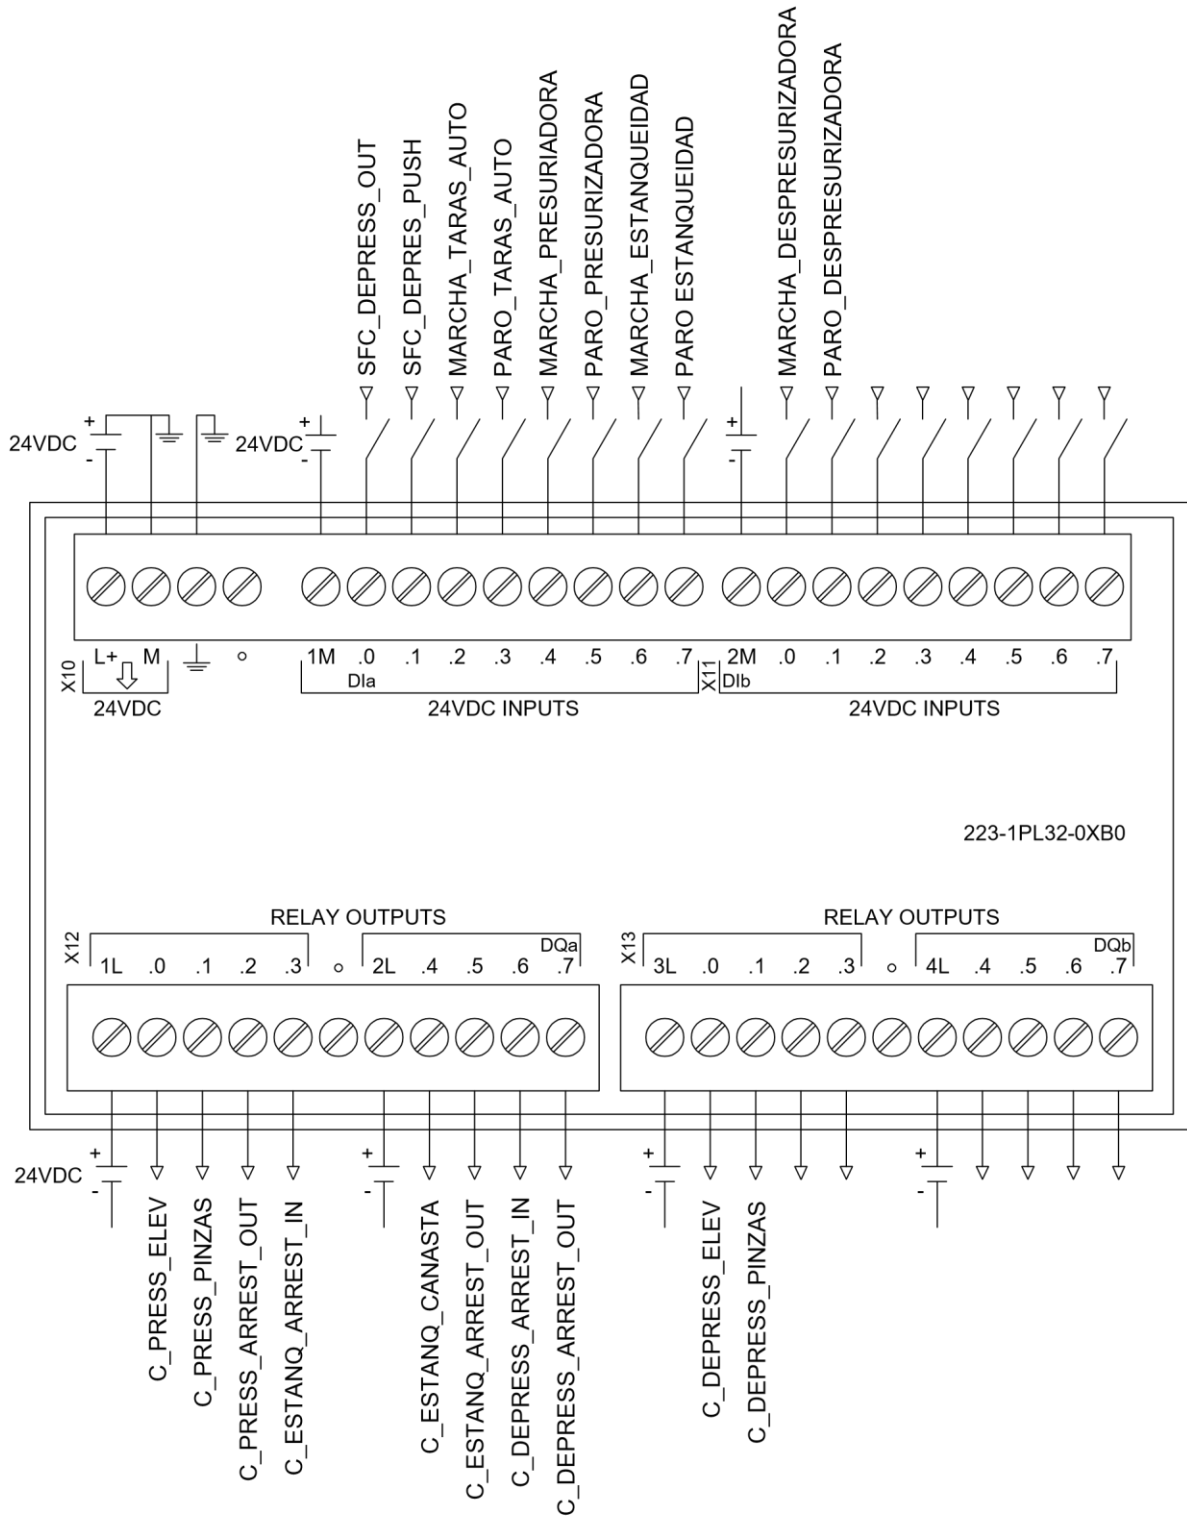 SFC_DEPRESS_OUT
SFC_DEPRES_PUSH
MARCHA_TARAS_AUTO
PARO_TARAS_AUTO
MARCHA_PRESURIADORA
PARO_PRESURIZADORA
MARCHA_ESTANQUEIDAD
PARO ESTANQUEIDAD
MARCHA_DESPRESURIZADORA
PARO_DESPRESURIZADORA
+ + +
24VDC 24VDC
- - -
L+ M 1M .0 .1 .2 .3 .4 .5 .6 .7 2M .0 .1 .2 .3 .4 .5 .6 .7
X10 DIa X11 DIb
24VDC 24VDC INPUTS 24VDC INPUTS
223-1PL32-0XB0
RELAY OUTPUTS RELAY OUTPUTS
X12 DQa X13 DQb
1L .0 .1 .2 .3 2L .4 .5 .6 .7 3L .0 .1 .2 .3 4L .4 .5 .6 .7
+ + + +
24VDC
- - - -
C_PRESS_ELEV
C_PRESS_PINZAS
C_PRESS_ARREST_OUT
C_ESTANQ_ARREST_IN
C_ESTANQ_CANASTA
C_ESTANQ_ARREST_OUT
C_DEPRESS_ARREST_IN
C_DEPRESS_ARREST_OUT
C_DEPRESS_ELEV
C_DEPRESS_PINZAS